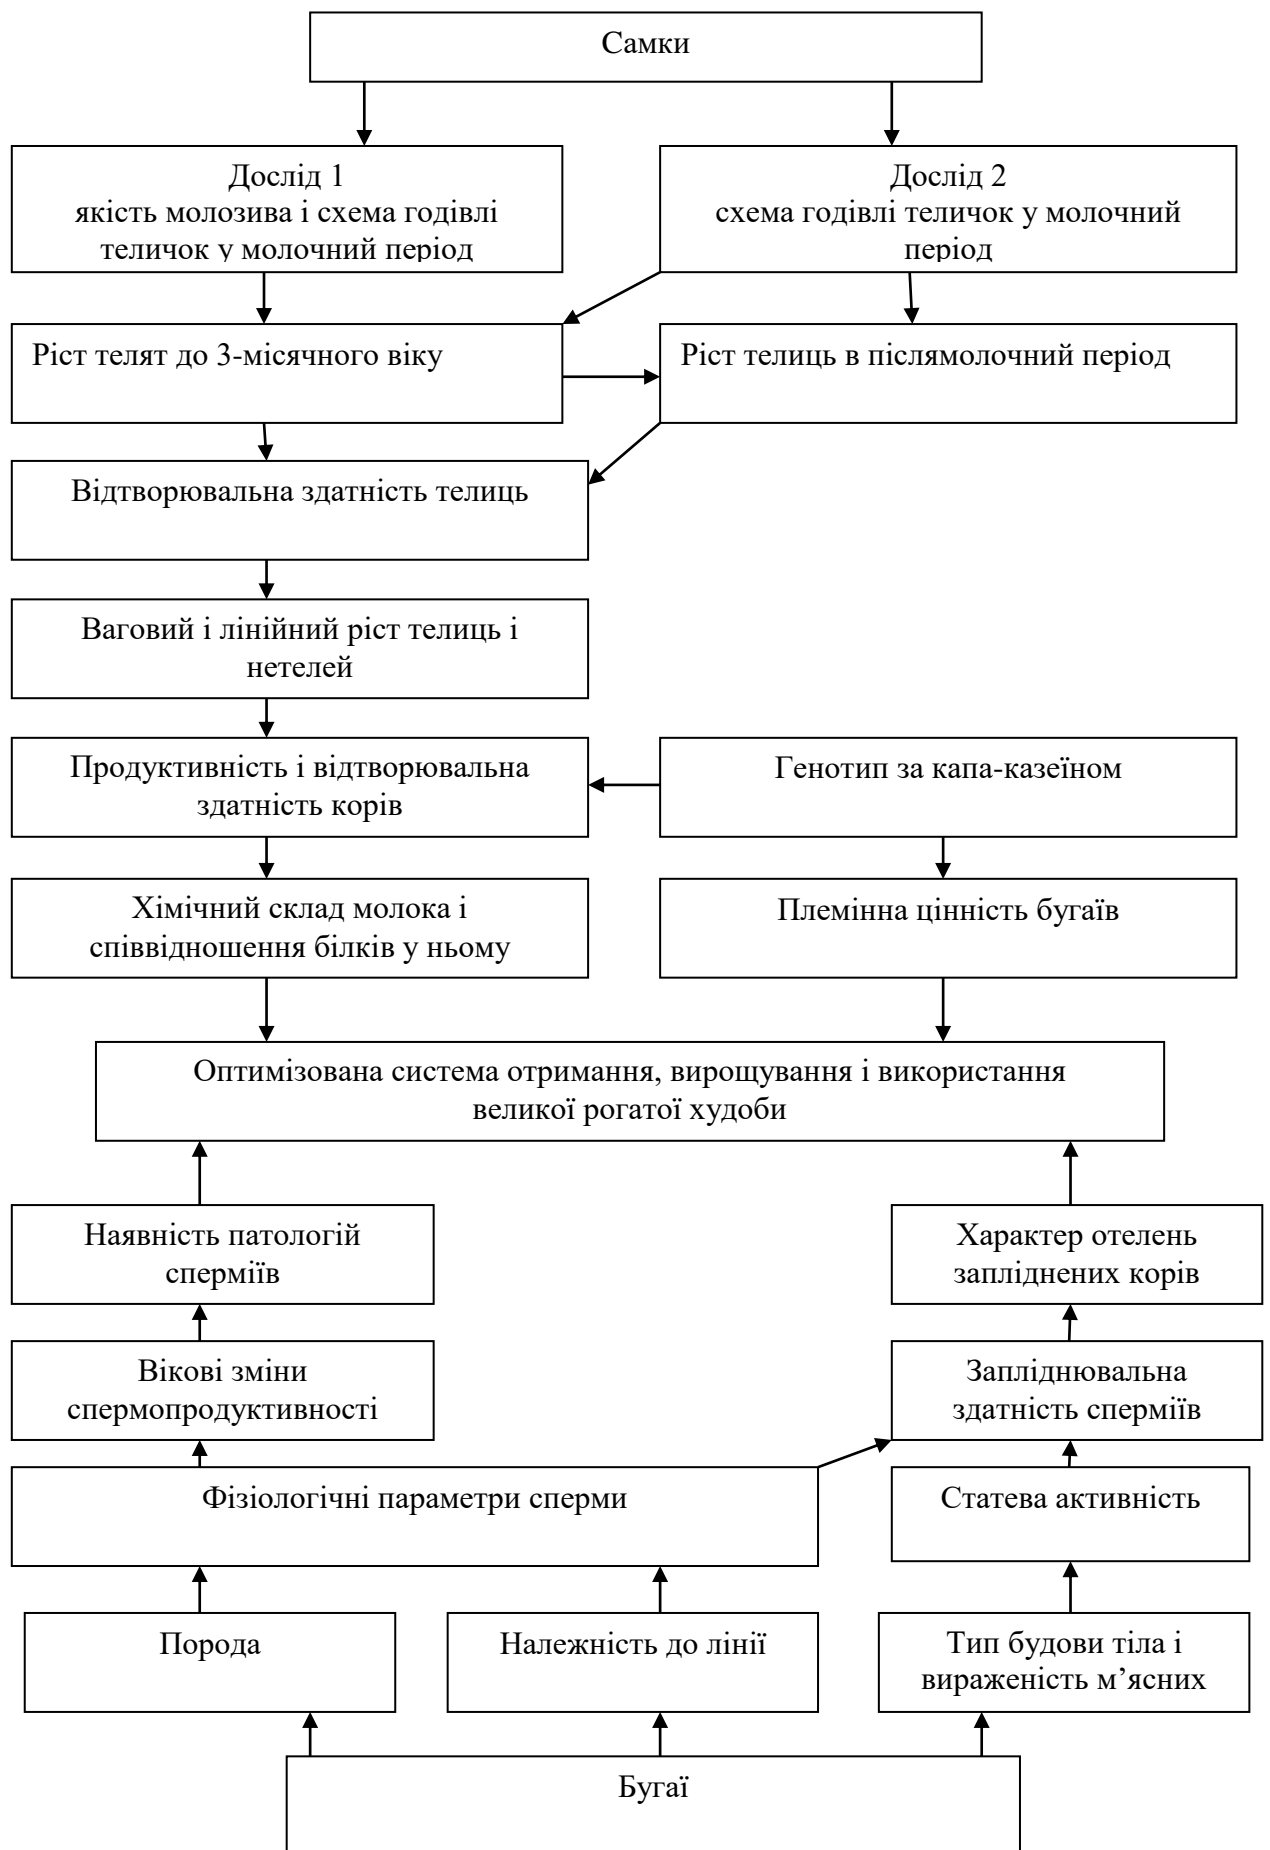 Самки
Дослід 1
якість молозива і схема годівлі
теличок у молочний період
Дослід 2
схема годівлі теличок у молочний
період
Ріст телят до 3-місячного віку
Ріст телиць в післямолочний період
Відтворювальна здатність телиць
Ваговий і лінійний ріст телиць і
нетелей
Продуктивність і відтворювальна
здатність корів
Генотип за капа-казеїном
Хімічний склад молока і
співвідношення білків у ньому
Племінна цінність бугаїв
Оптимізована система отримання, вирощування і використання
великої рогатої худоби
Наявність патологій
сперміїв
Характер отелень
запліднених корів
Вікові зміни
спермопродуктивності
Запліднювальна
здатність сперміїв
Фізіологічні параметри сперми
Статева активність
Порода
Належність до лінії
Тип будови тіла і
вираженість м’ясних
Бугаї